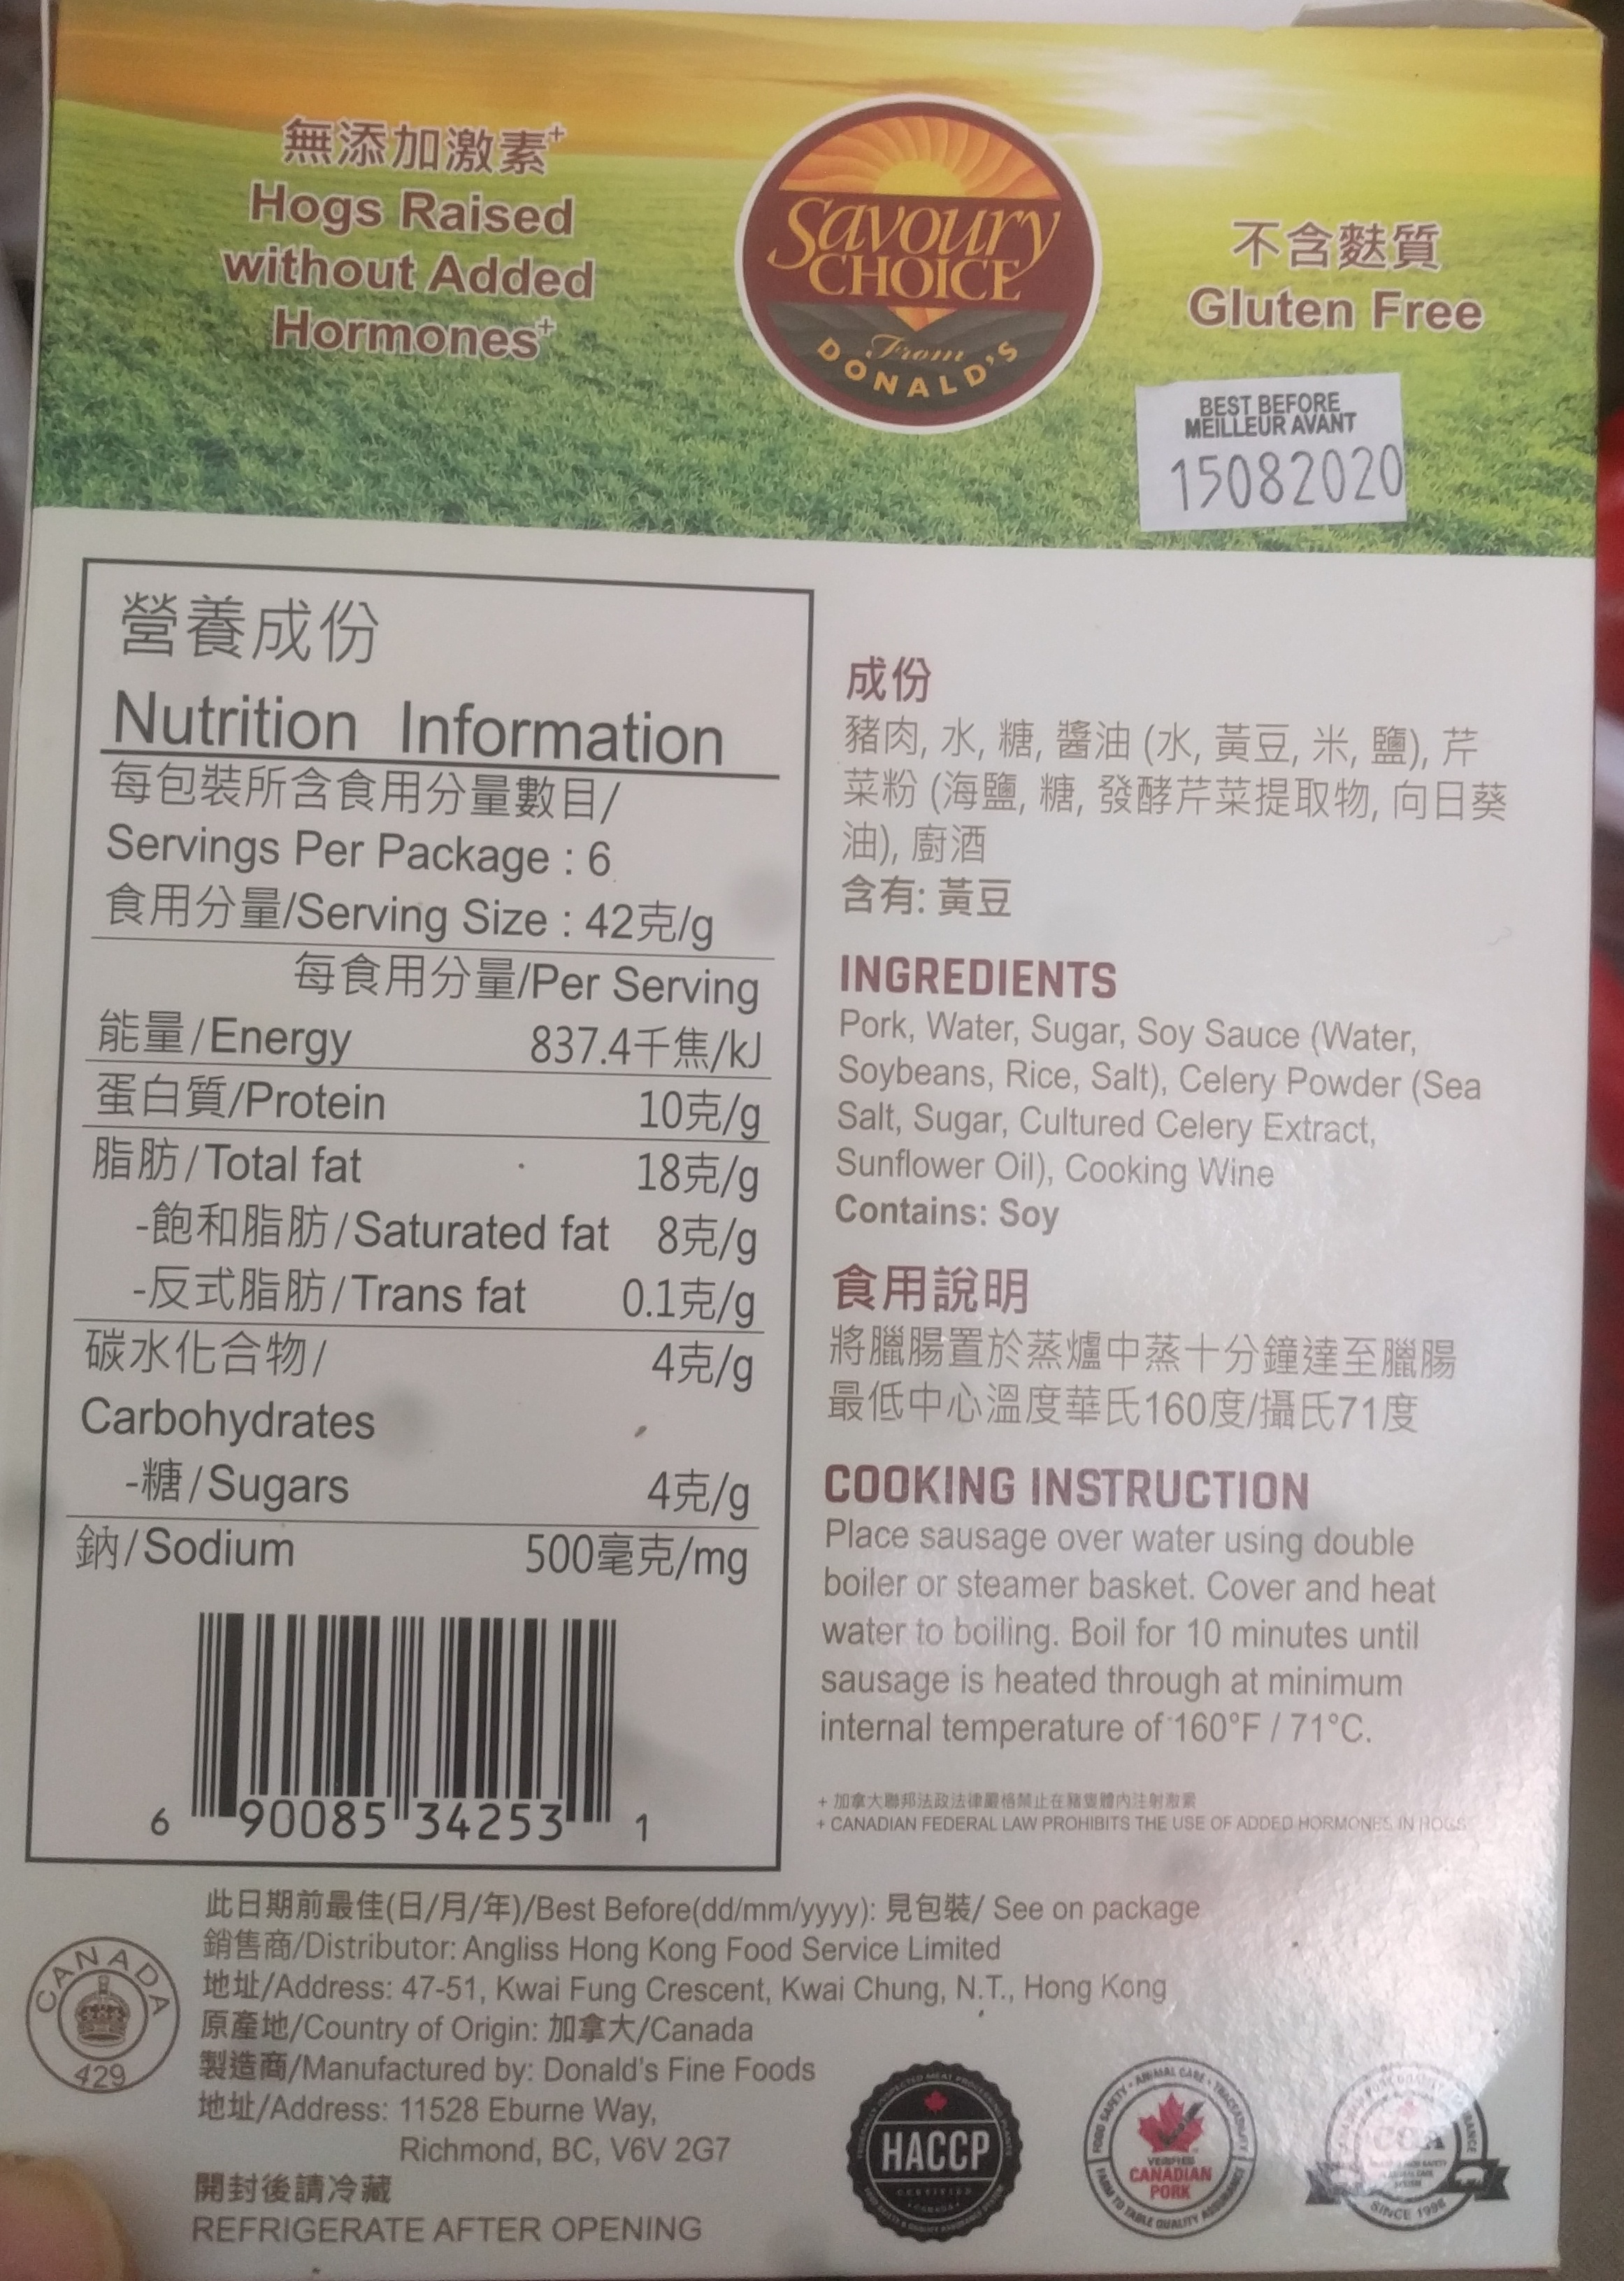 無添加激素+
Hogs Raised
without Added
Hormones+
Savoury
CHOICE
From
DONALD'S
不含麩質
Gluten Free
BEST BEFORE
MEILLEUR AVANT
15082020
營養成份
Nutrition Information
每包裝所含食用分量數目/
Servings Per Package : 6
食用分量/Serving Size : 42克/g
每食用分量/Per Serving
能量/Energy 837.4千焦/kJ
蛋白質/Protein 10克/g
脂肪/Total fat 18克/g
-飽和脂肪/Saturated fat 8克/g
-反式脂肪/Trans fat 0.1克/g
碳水化合物/ 4克/g
Carbohydrates
-糖/Sugars 4克/g
鈉/Sodium 500毫克/mg
6 90085 34253 1
成份
豬肉, 水, 糖, 醬油 (水, 黃豆, 米, 鹽), 芹
菜粉 (海鹽, 糖, 發酵芹菜提取物, 向日葵
油), 廚酒
含有: 黃豆
INGREDIENTS
Pork, Water, Sugar, Soy Sauce (Water,
Soybeans, Rice, Salt), Celery Powder (Sea
Salt, Sugar, Cultured Celery Extract,
Sunflower Oil), Cooking Wine
Contains: Soy
食用說明
將臘腸置於蒸爐中蒸十分鐘達至臘腸
最低中心溫度華氏160度/攝氏71度
COOKING INSTRUCTION
Place sausage over water using double
boiler or steamer basket. Cover and heat
water to boiling. Boil for 10 minutes until
sausage is heated through at minimum
internal temperature of 160°F / 71°C.
+ 加拿大聯邦法政法律嚴格禁止在豬隻體內注射激素
+ CANADIAN FEDERAL LAW PROHIBITS THE USE OF ADDED HORMONES IN HOGS
此日期前最佳(日/月/年)/Best Before(dd/mm/yyyy): 見包裝/ See on package
銷售商/Distributor: Angliss Hong Kong Food Service Limited
地址/Address: 47-51, Kwai Fung Crescent, Kwai Chung, N.T., Hong Kong
原產地/Country of Origin: 加拿大/Canada
製造商/Manufactured by: Donald's Fine Foods
地址/Address: 11528 Eburne Way,
Richmond, BC, V6V 2G7
開封後請冷藏
REFRIGERATE AFTER OPENING
CANADA
429
HACCP
CERTIFIED
CANADA
FOOD SAFETY • ANIMAL CARE • TRACEABILITY
VERIFIED
CANADIAN
PORK
FARM TO TABLE QUALITY ASSURANCE
CQA
SINCE 1998